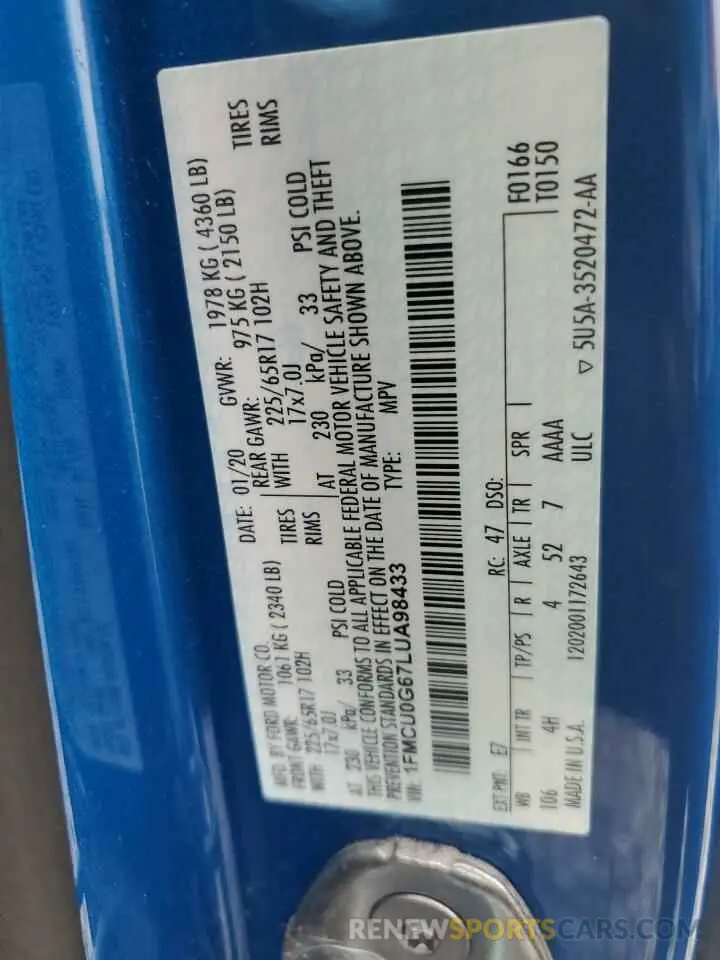 MFD. BY FORD MOTOR CO.
DATE: 01/20 GVWR: 1978 KG ( 4360 LB)
FRONT GAWR: 1061 KG ( 2340 LB)
REAR GAWR: 975 KG ( 2150 LB)
WITH 225/65R17 102H TIRES
WITH 225/65R17 102H TIRES
17x7.0J RIMS
17x7.0J RIMS
AT 230 kPa/ 33 PSI COLD
AT 230 kPa/ 33 PSI COLD
THIS VEHICLE CONFORMS TO ALL APPLICABLE FEDERAL MOTOR VEHICLE SAFETY AND THEFT
PREVENTION STANDARDS IN EFFECT ON THE DATE OF MANUFACTURE SHOWN ABOVE.
VIN: 1FMCU0G67LUA98433
TYPE: MPV
F0166
T0150
EXT PNT: E7 RC: 47 DSO:
WB INT TR TP/PS R AXLE TR SPR
106 4H 4 52 7 AAAA
ULC
MADE IN U.S.A. 1202001172643
▽ 5U5A-3520472-AA
RENEWSPORTSCARS.COM